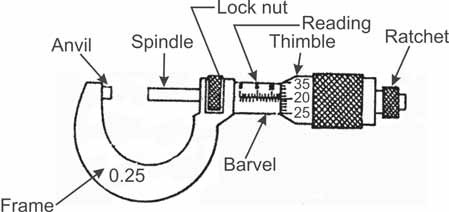 Lock nut
Reading
Spindle
Thimble
Anvil
Ratchet
35
20
25
Barvel
0.25
Frame